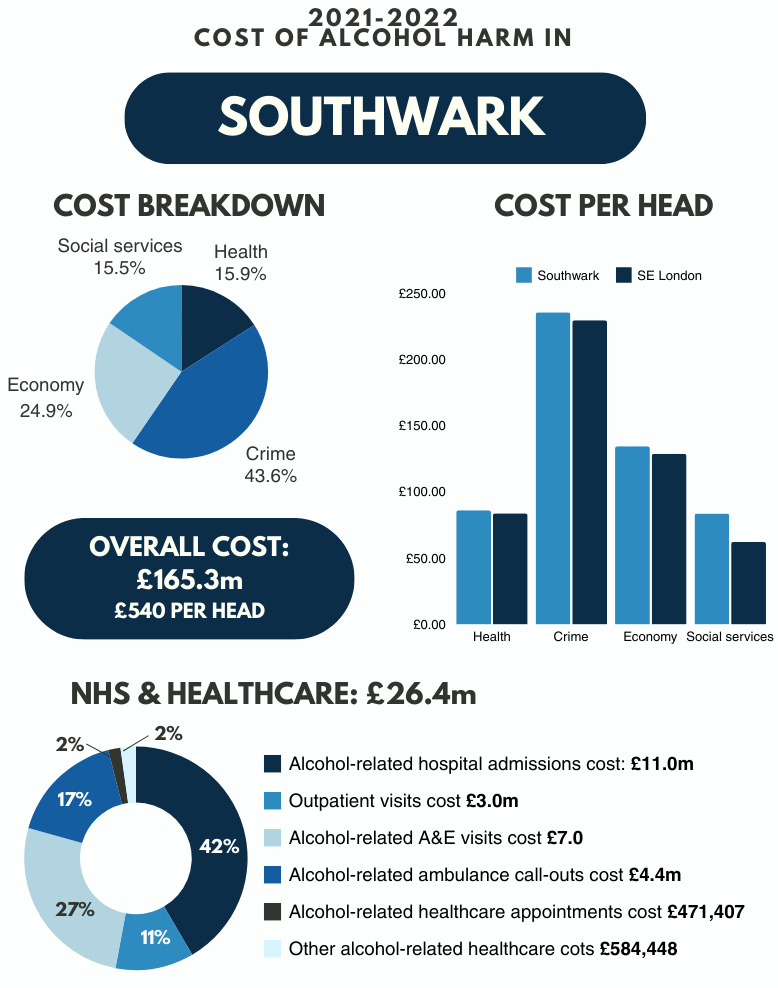 2021-2022
COST OF ALCOHOL HARM IN
SOUTHWARK
COST BREAKDOWN
Social services
15.5%
Health
15.9%
Economy
24.9%
Crime
43.6%
OVERALL COST:
£165.3m
£540 PER HEAD
COST PER HEAD
Southwark
SE London
£250.00
£200.00
£150.00
£100.00
£50.00
£0.00
Health
Crime
Economy
Social services
NHS & HEALTHCARE: £26.4m
2%
2%
17%
42%
27%
11%
Alcohol-related hospital admissions cost: £11.0m
Outpatient visits cost £3.0m
Alcohol-related A&E visits cost £7.0
Alcohol-related ambulance call-outs cost £4.4m
Alcohol-related healthcare appointments cost £471,407
Other alcohol-related healthcare cots £584,448